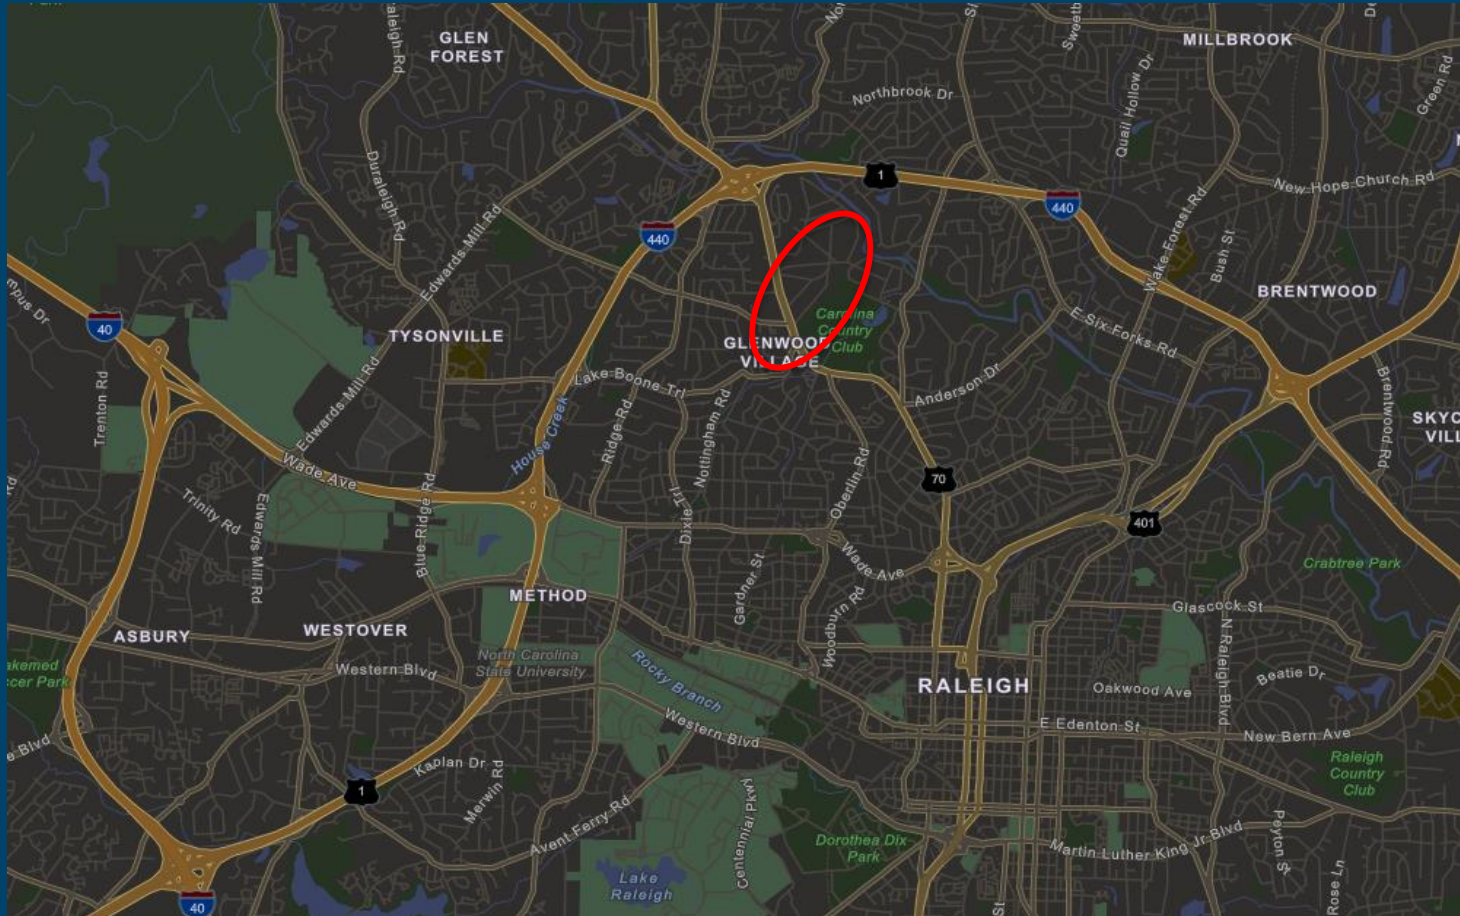 GLEN
FOREST
MILLBROOK
Duraleigh Rd
Northbrook Dr
Quail Hollow Dr
Green Rd
1
New Hope Church Rd
440
440
Duraleigh Rd
Edwards Mill Rd
Wake Forest Rd
Bush St
BRENTWOOD
40
TYSONVILLE
Carolina
Country
Club
GLENWOOD
VILLAGE
E Six Forks Rd
Lake Boone Trl
Anderson Dr
Brentwood Rd
Trenton Rd
Edwards Mill Rd
House Creek
Ridge Rd
Nottingham Rd
Wade Ave
70
Oberlin Rd
401
Trinity Rd
Edwards Mill Rd
Blue Ridge Rd
Dixie Trl
Wade Ave
Crabtree Park
METHOD
Gardner St
Woodburn Rd
Glascock St
N Raleigh Blvd
ASBURY
WESTOVER
North Carolina
State University
Western Blvd
Rocky Branch
RALEIGH
Oakwood Ave
Beatie Dr
Western Blvd
E Edenton St
New Bern Ave
Raleigh
Country
Club
Kaplan Dr
1
Merwin Rd
Avent Ferry Rd
Centennial Pkwy
Dorothea Dix
Park
Martin Luther King Jr Blvd
Peyton St
Lake
Raleigh
Rose Ln
40